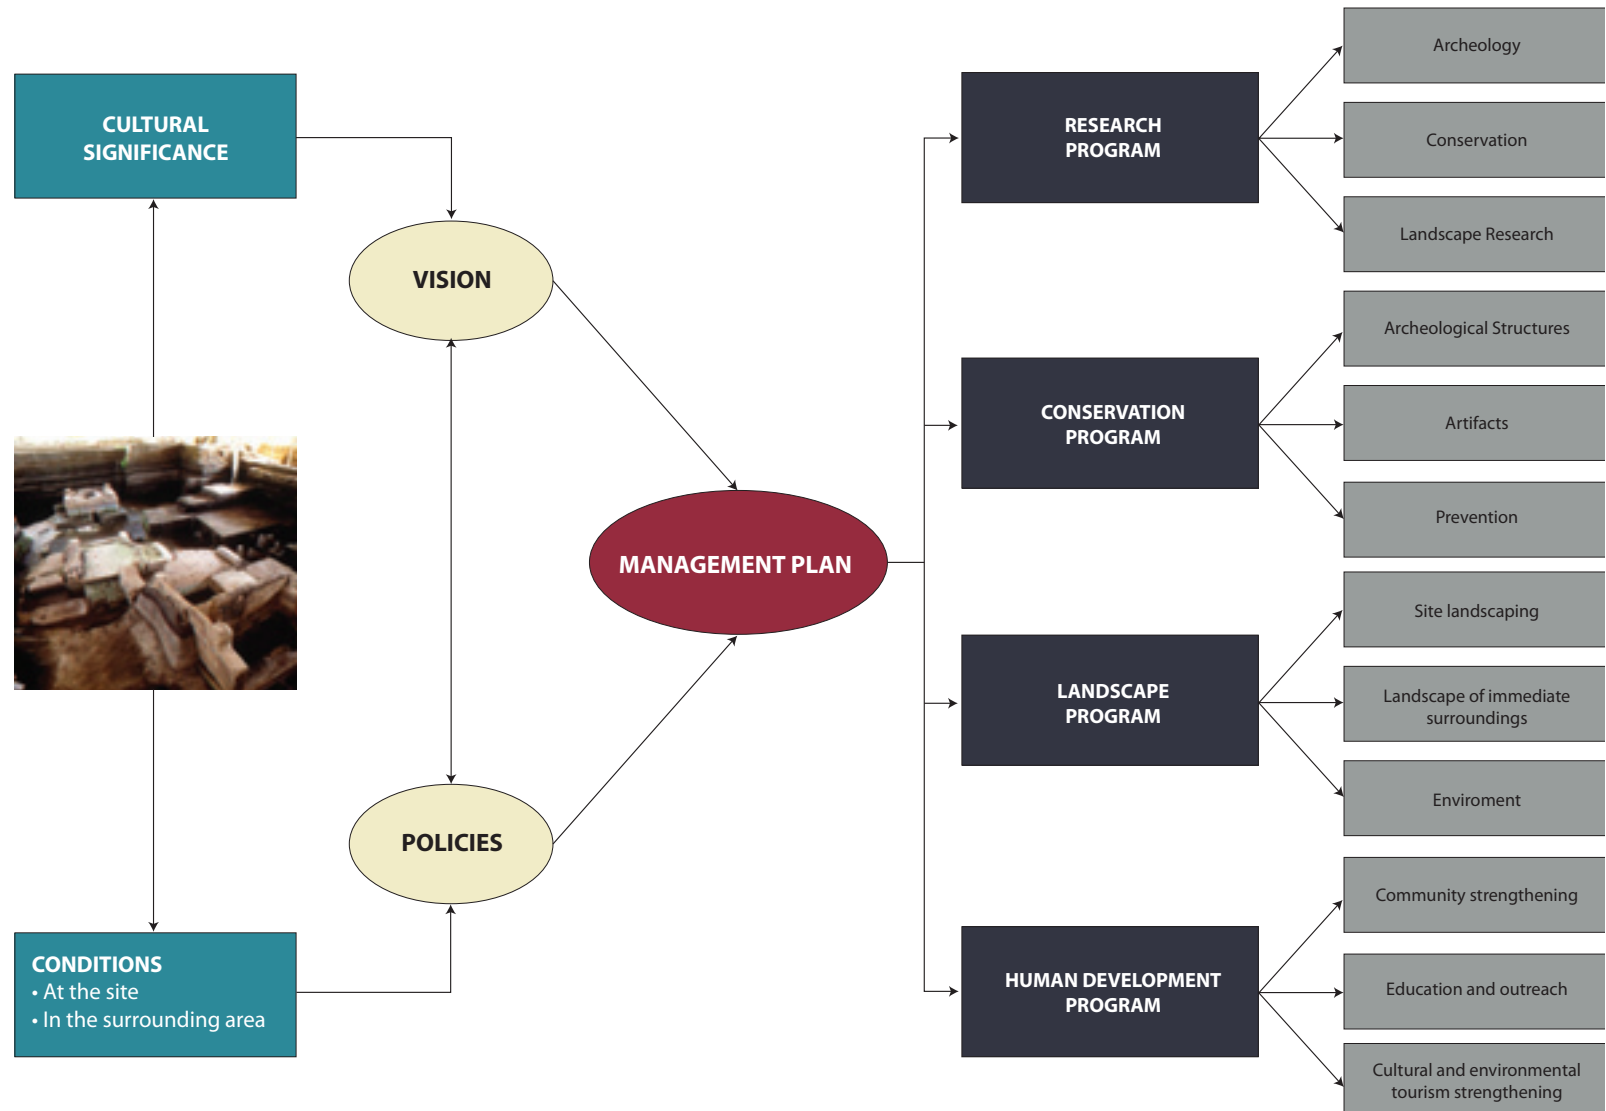 CULTURAL
SIGNIFICANCE
VISION
POLICIES
CONDITIONS
• At the site
• In the surrounding area
MANAGEMENT PLAN
RESEARCH
PROGRAM
Archeology
Conservation
Landscape Research
CONSERVATION
PROGRAM
Archeological Structures
Artifacts
Prevention
LANDSCAPE
PROGRAM
Site landscaping
Landscape of immediate
surroundings
Enviroment
HUMAN DEVELOPMENT
PROGRAM
Community strengthening
Education and outreach
Cultural and environmental
tourism strengthening